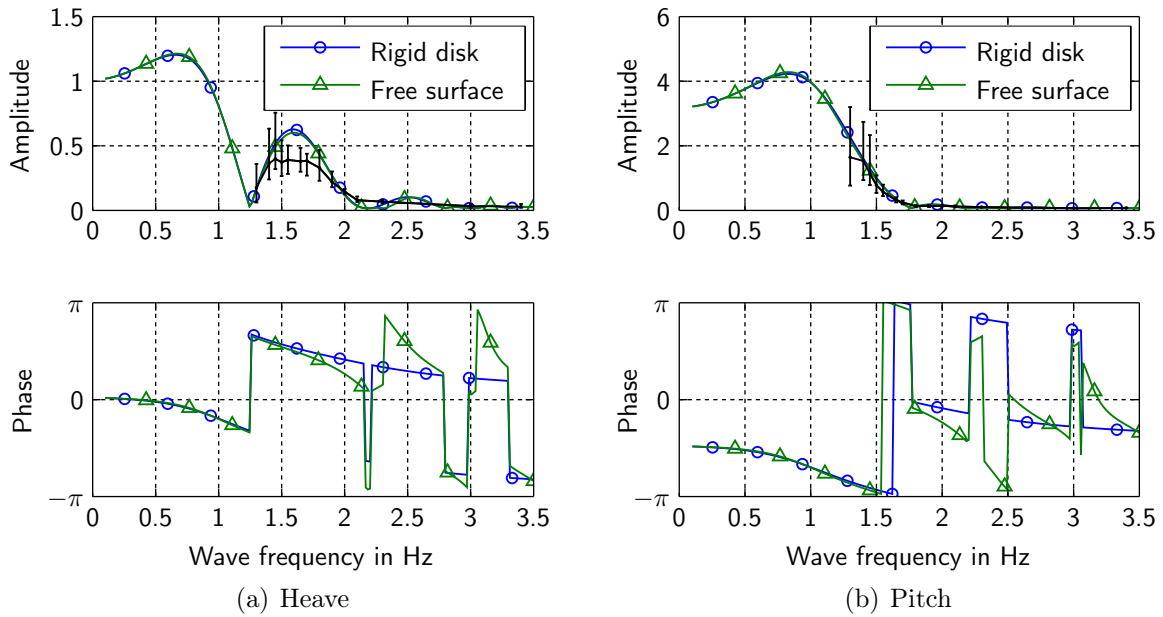 1.5
1
0.5
0
Amplitude
Rigid disk
Free surface
0 0.5 1 1.5 2 2.5 3 3.5
6
4
2
0
Amplitude
Rigid disk
Free surface
0 0.5 1 1.5 2 2.5 3 3.5
π
0
−π
Phase
0 0.5 1 1.5 2 2.5 3 3.5
Wave frequency in Hz
(a) Heave
π
0
−π
Phase
0 0.5 1 1.5 2 2.5 3 3.5
Wave frequency in Hz
(b) Pitch